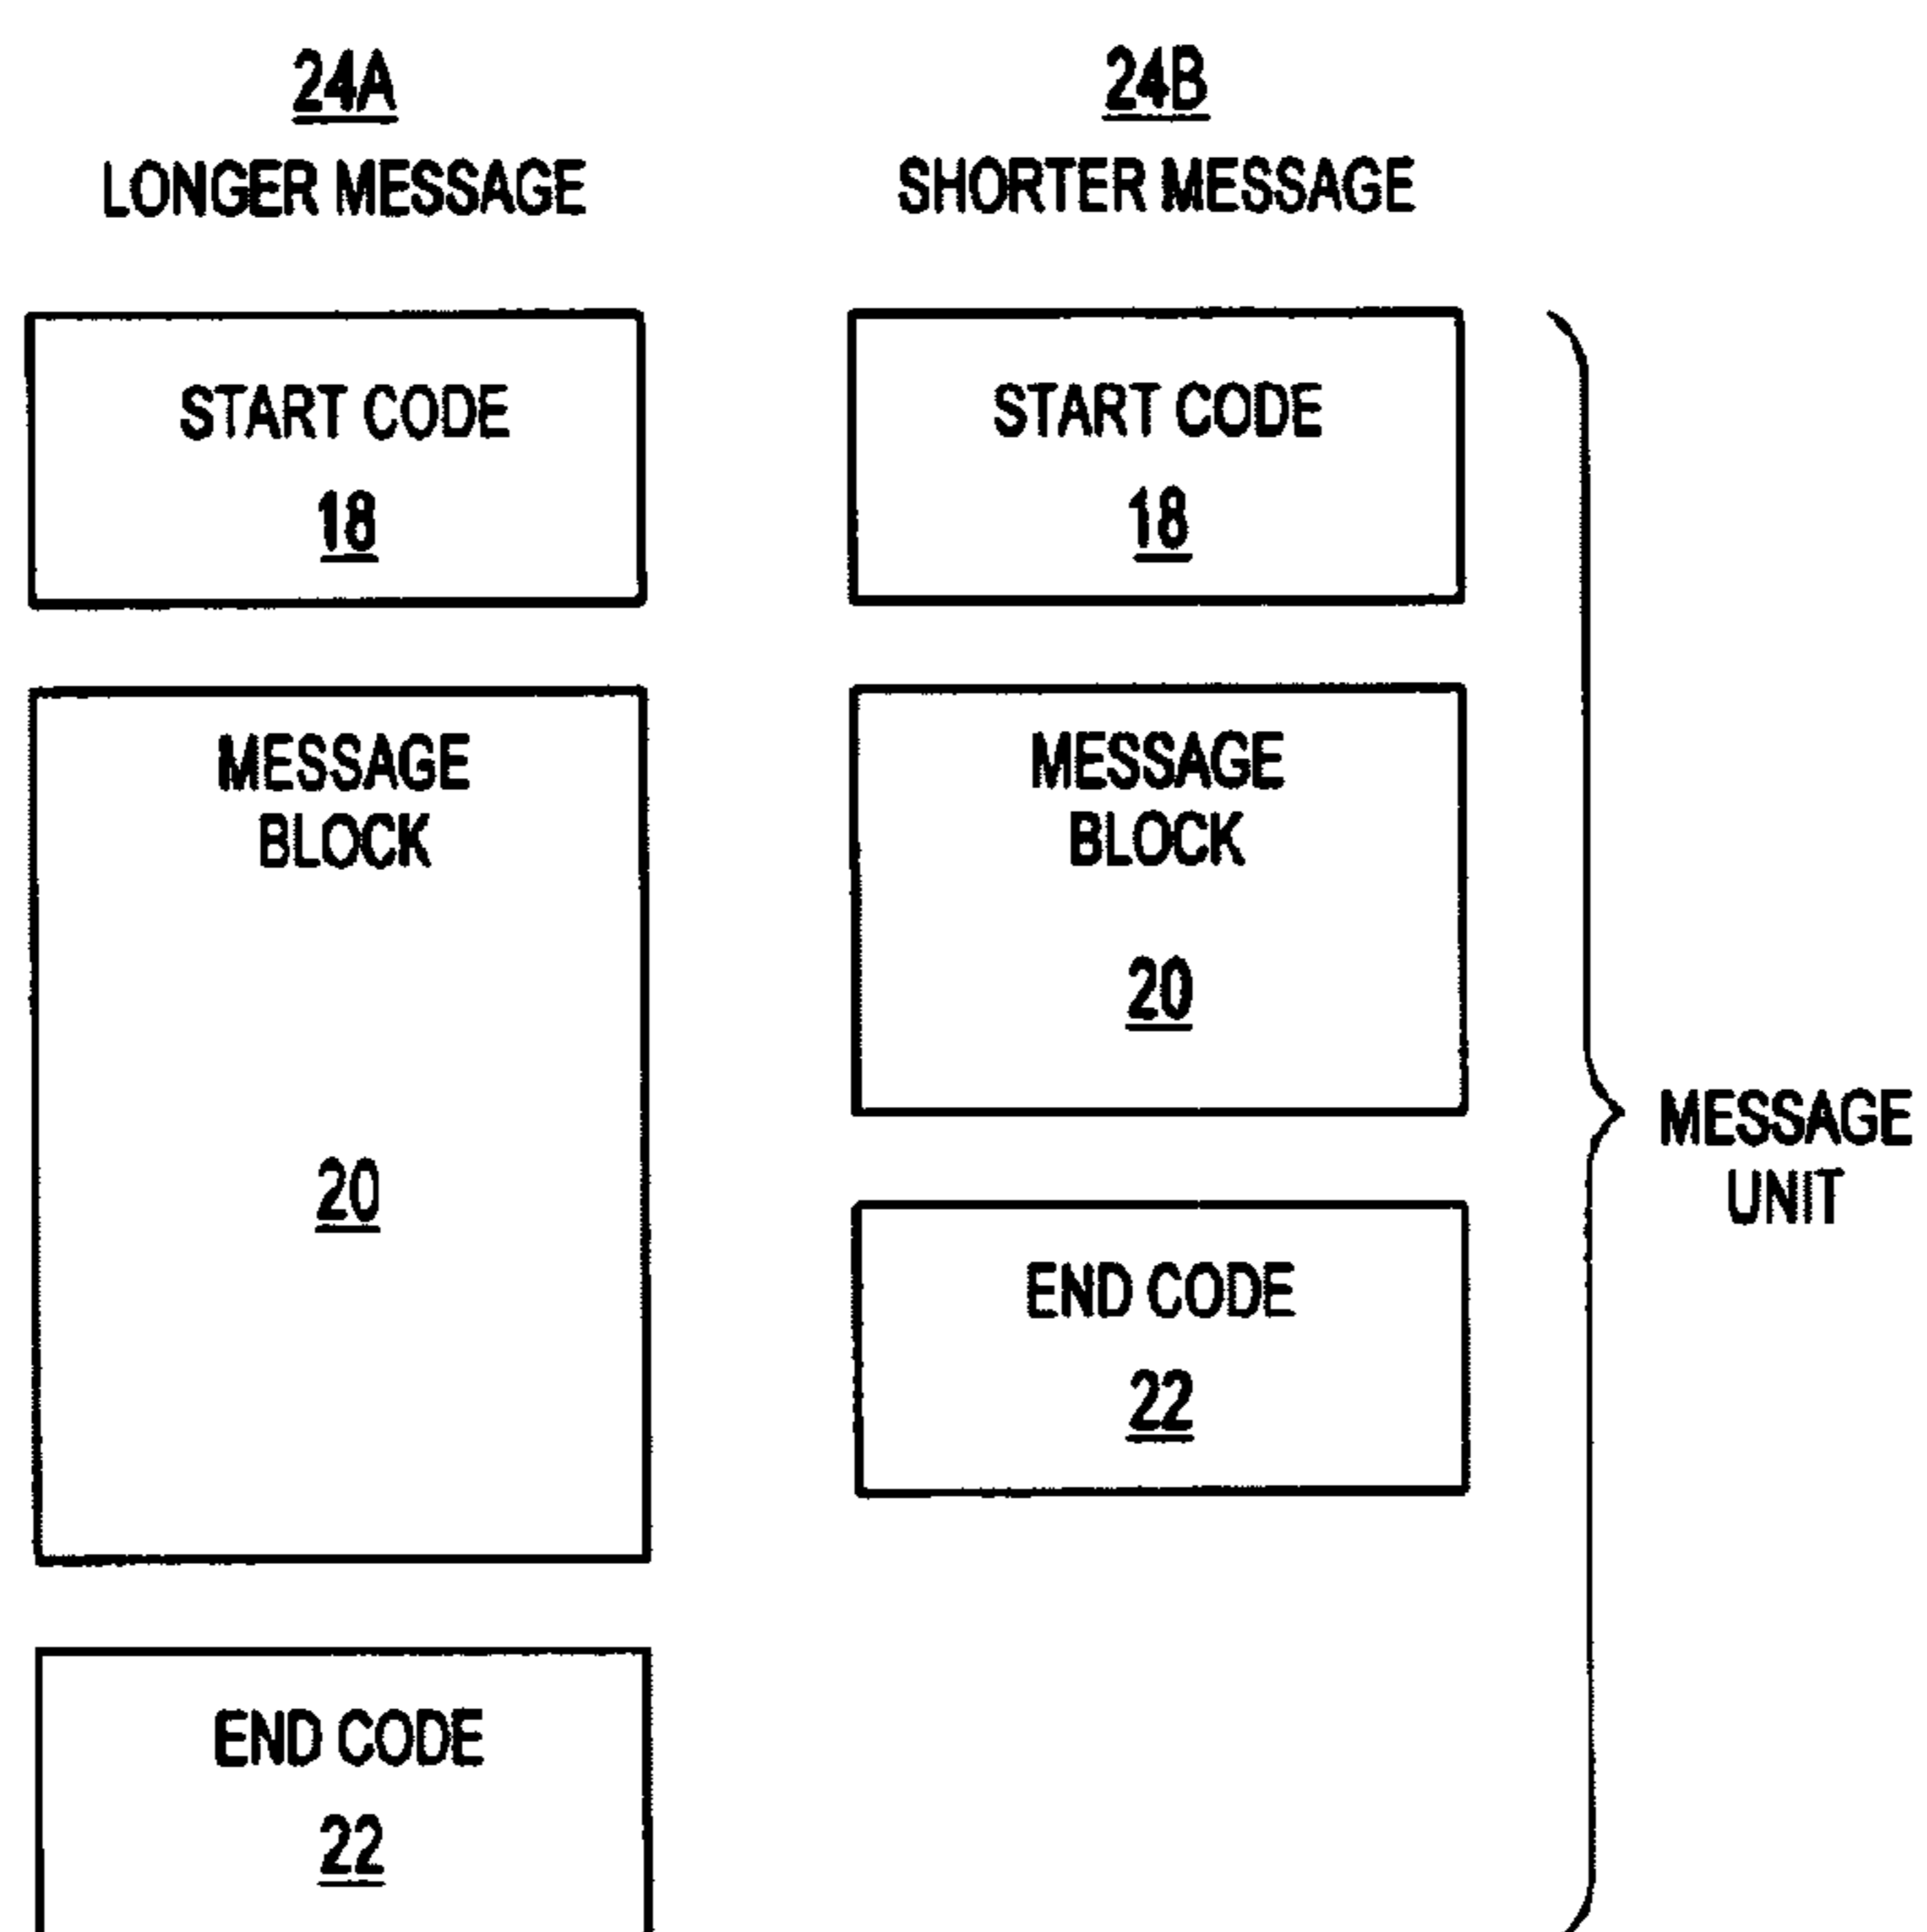 24A
LONGER MESSAGE
START CODE
18
MESSAGE
BLOCK
20
END CODE
22
24B
SHORTER MESSAGE
START CODE
18
MESSAGE
BLOCK
20
END CODE
22
MESSAGE
UNIT